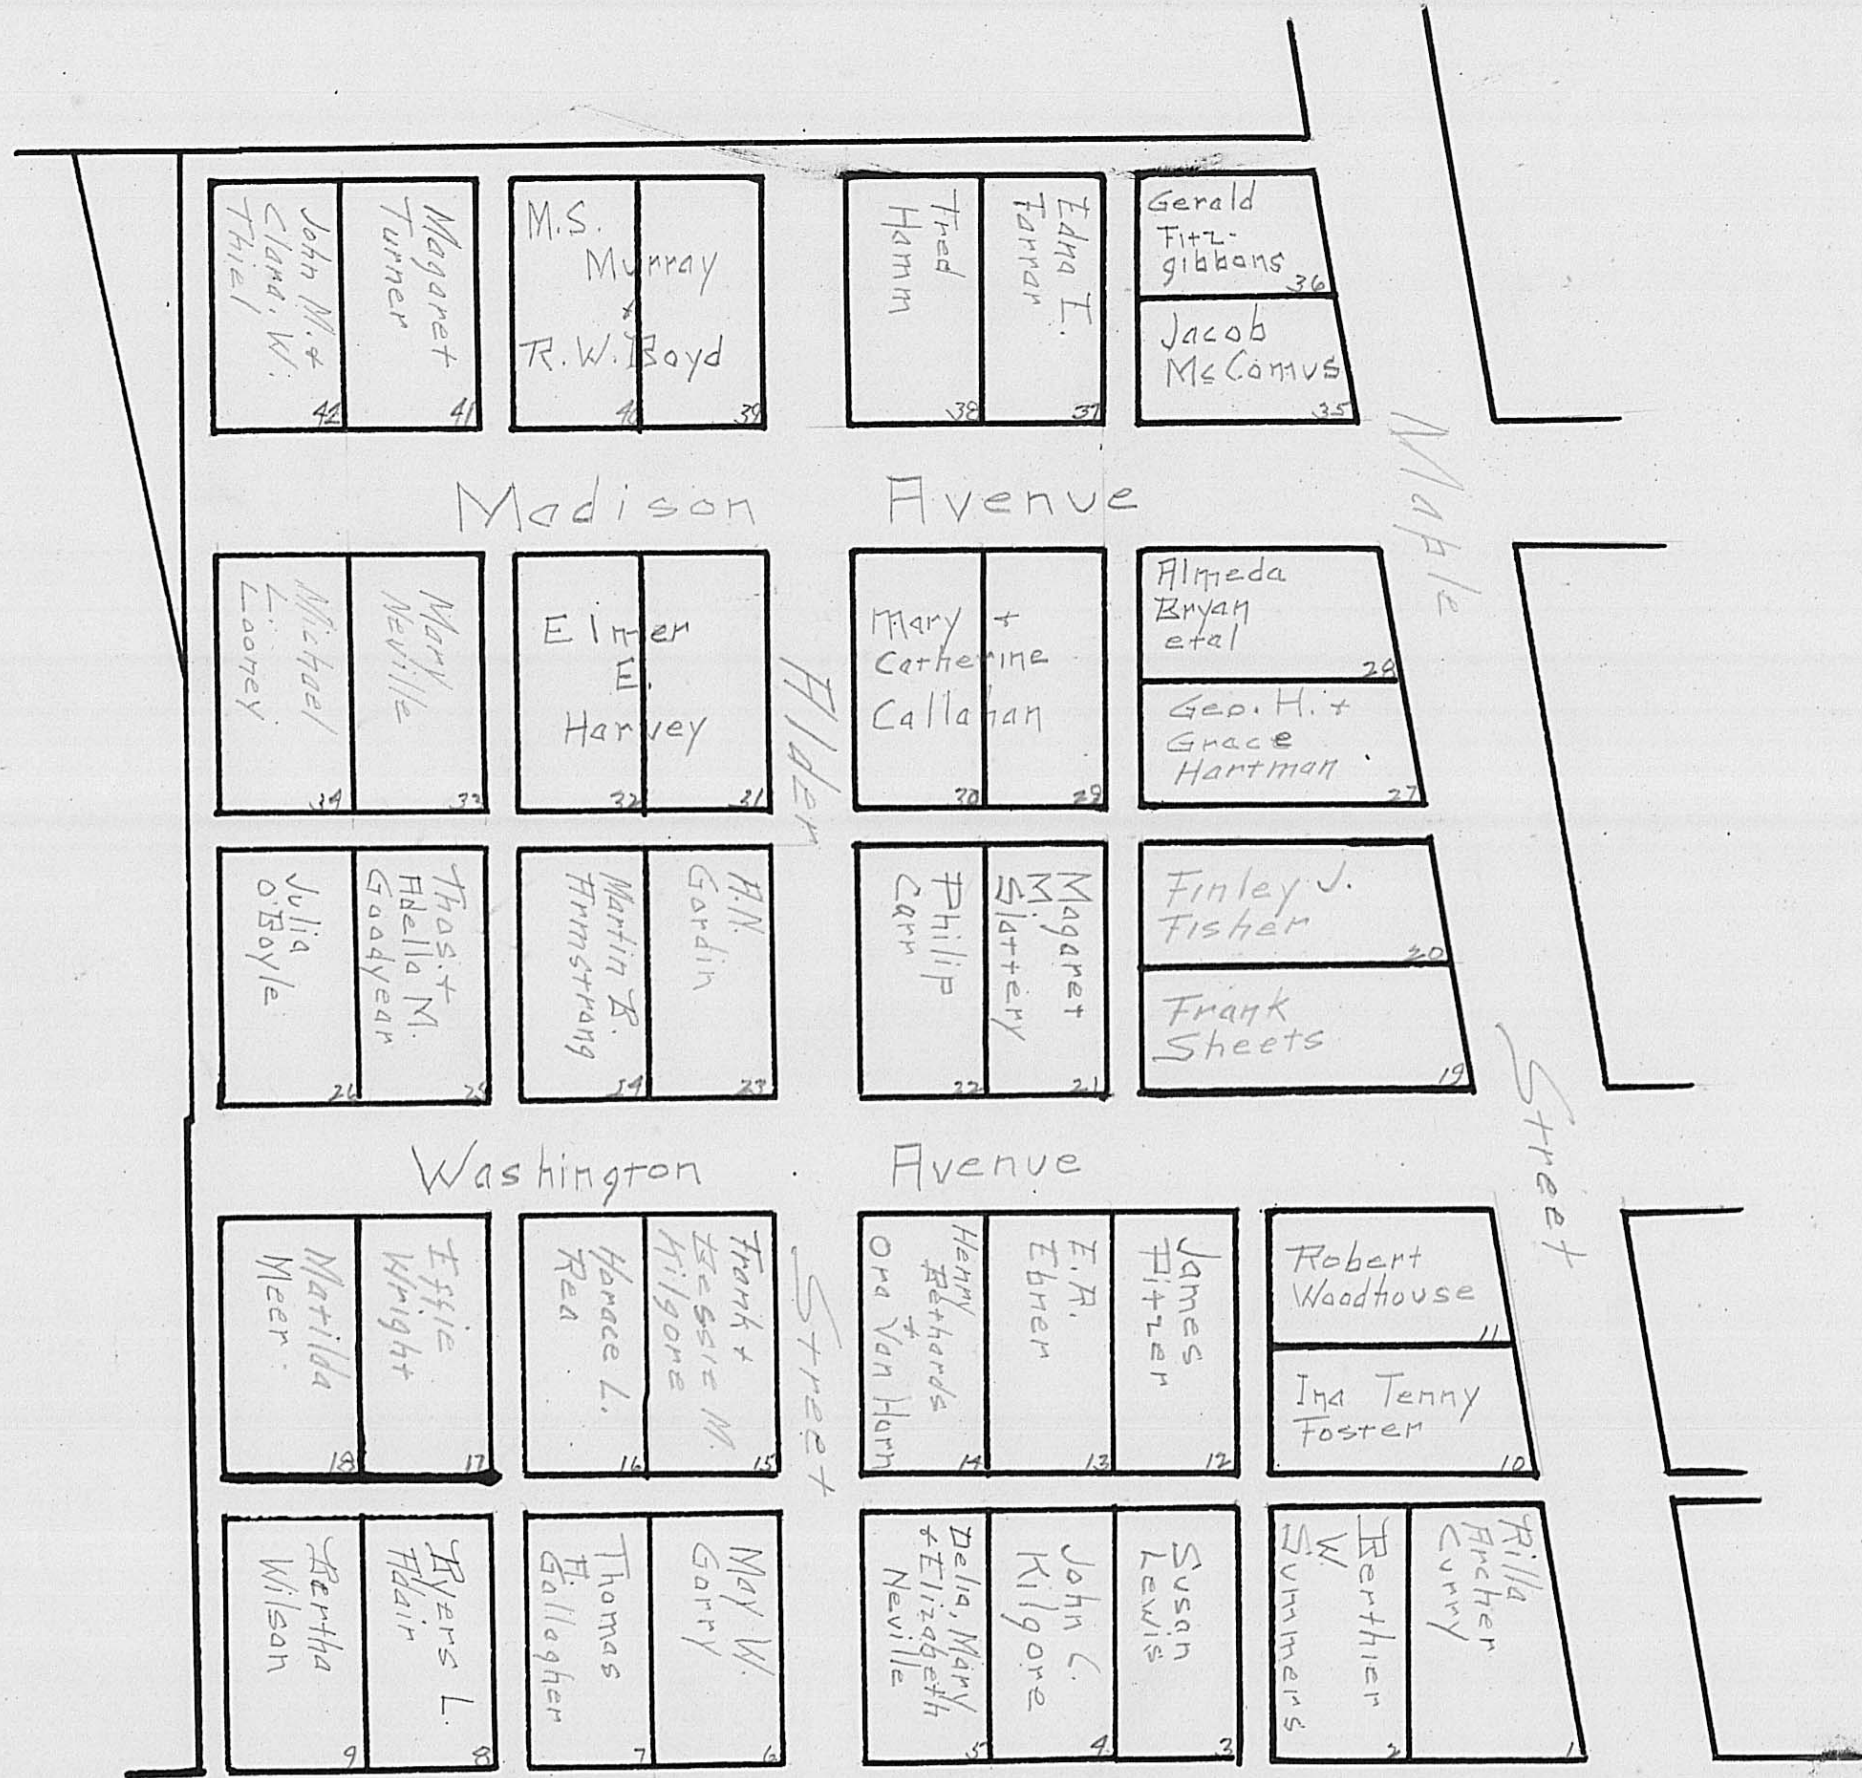 John M. +
Clara. W.
Thiel
42
Magaret
Turner
41
M.S.
Murray
+
R.W. Boyd
40
39
Fred
Hamm
38
Edna E.
Farrar
37
Gerald
Fitz-
gibbons
36
Jacob
McComus
35
Madison Avenue
Maple
Michael
Looney
34
Mary
Neville
33
Elmer
E.
Harvey
32
31
Alder
Mary +
Catherine
Callahan
30
29
Almeda
Bryan
etal
28
Geo. H. +
Grace
Hartman
27
Julia
O'Boyle
26
Thos. +
Adella M.
Goodyear
25
Martin B.
Armstrong
24
A.N.
Gordin
23
Philip
Carr
22
Magaret
M.
Slattery
21
Finley J.
Fisher
20
Frank
Sheets
19
Street
Washington Avenue
Matilda
Meer
18
Effie
Wright
17
Horace L.
Rea
16
Frank +
Bessie M.
Kilgore
15
Street
Henry
Bethards
+
Ora Van Horn
14
E.R.
Ebner
13
James
Pitzer
12
Robert
Woodhouse
11
Ina Tenny
Foster
10
Bertha
Wilson
9
Byers L.
Adair
8
Thomas
A.
Gallagher
7
May W.
Garry
6
Delia, Mary
+ Elizabeth
Neville
5
John C.
Kilgore
4
Susan
Lewis
3
Berthier
W.
Summers
2
Rilla
Archer
Curry
1